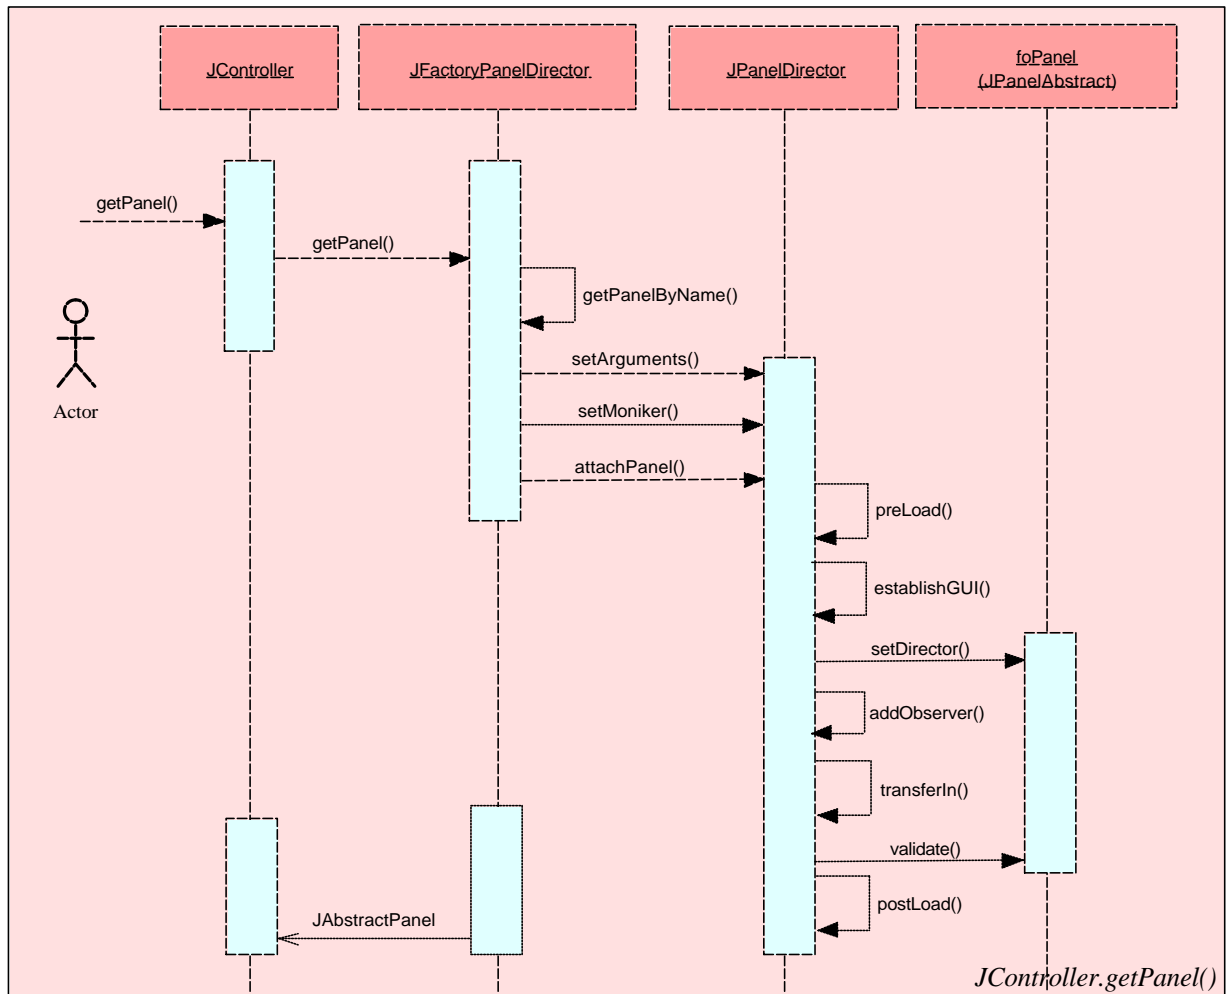 JController
JFactoryPanelDirector
JPanelDirector
foPanel
(JPanelAbstract)
getPanel()
getPanel()
getPanelByName()
Actor
setArguments()
setMoniker()
attachPanel()
preLoad()
establishGUI()
setDirector()
addObserver()
transferIn()
validate()
postLoad()
JAbstractPanel
JController.getPanel()